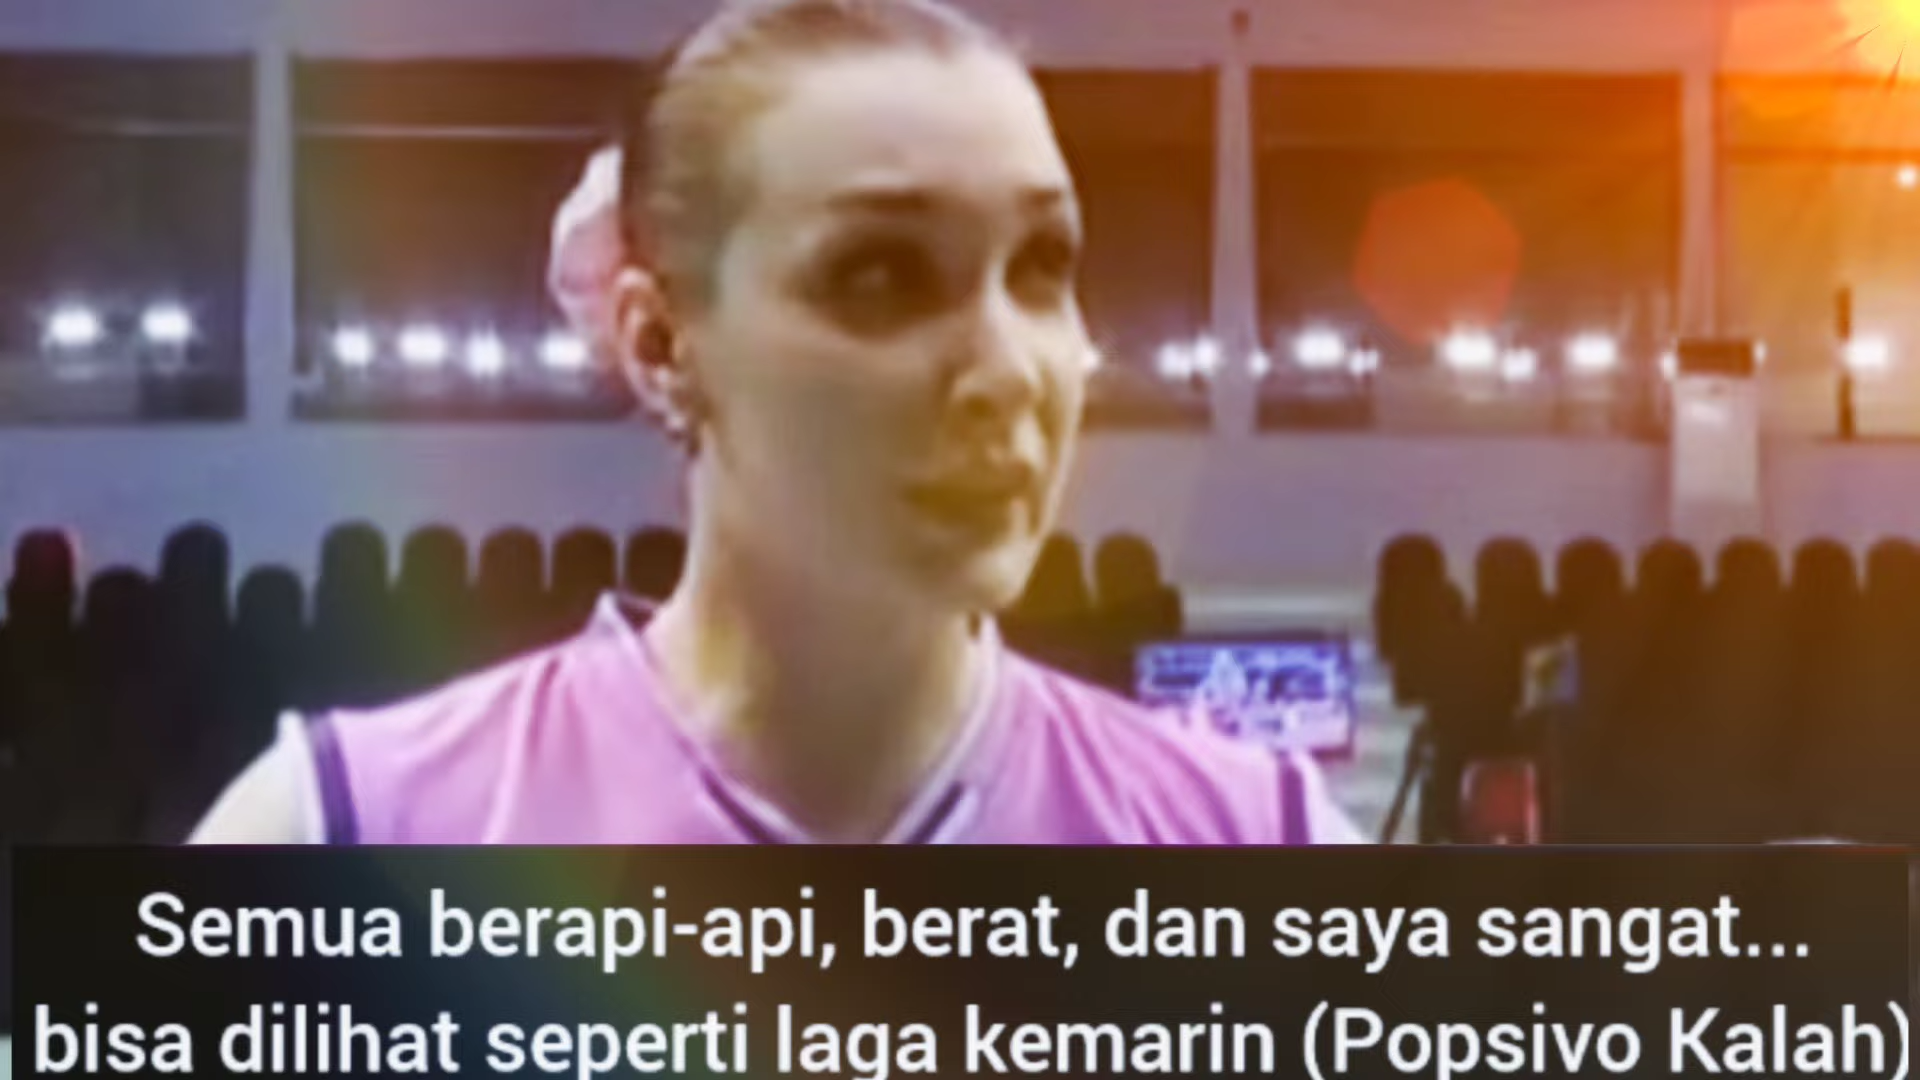 Semua berapi-api, berat, dan saya sangat...
bisa dilihat seperti laga kemarin (Popsivo Kalah)